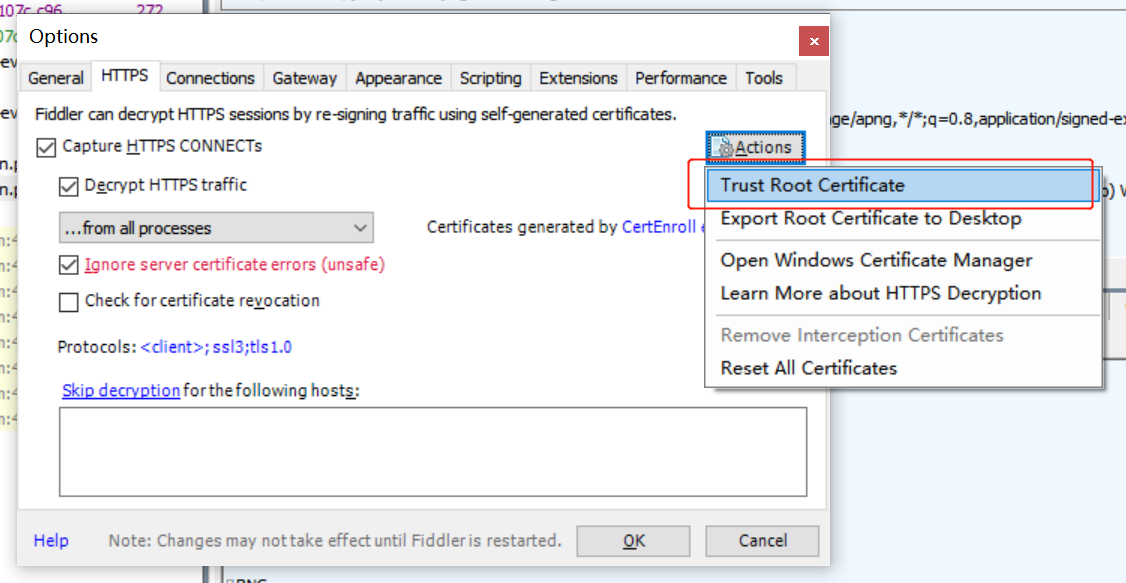 107c.c96... 272
Options
General HTTPS Connections Gateway Appearance Scripting Extensions Performance Tools
Fiddler can decrypt HTTPS sessions by re-signing traffic using self-generated certificates.
ge/apng,*/*;q=0.8,application/signed-ex
Capture HTTPS CONNECTs
Actions
Decrypt HTTPS traffic
Trust Root Certificate
...from all processes
Certificates generated by CertEnroll
Export Root Certificate to Desktop
Ignore server certificate errors (unsafe)
Open Windows Certificate Manager
Check for certificate revocation
Learn More about HTTPS Decryption
Protocols: <client>; ssl3;tls1.0
Remove Interception Certificates
Reset All Certificates
Skip decryption for the following hosts:
Help
Note: Changes may not take effect until Fiddler is restarted.
OK
Cancel